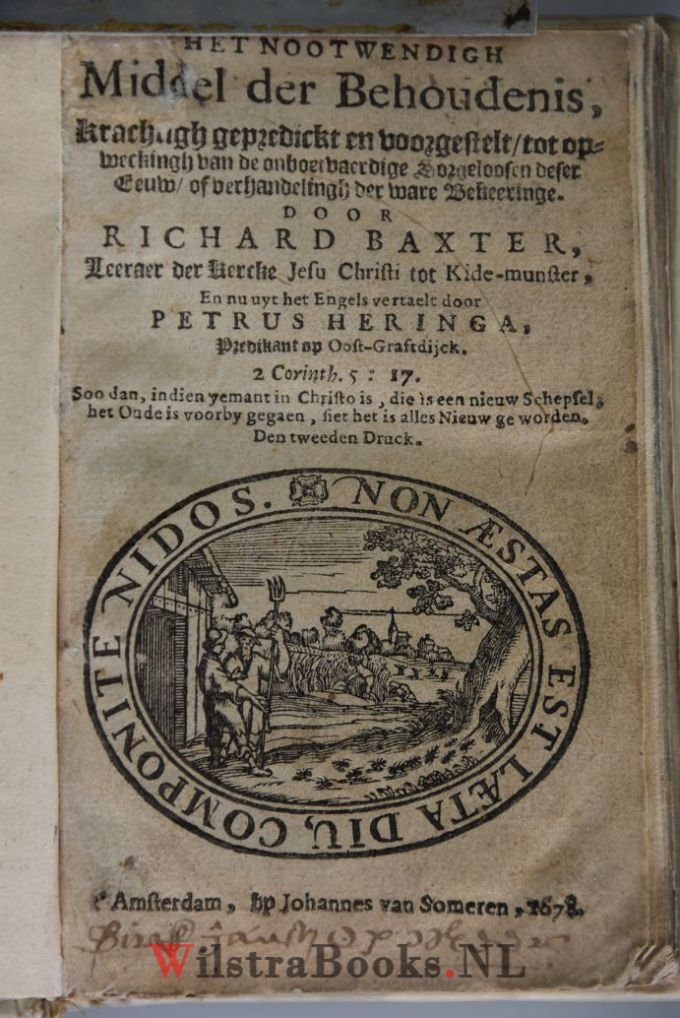 HET NOOTWENDIGH
Middel der Behoudenis,
Krachtigh gepredickt en voorgestelt/ tot op-
weckingh van de onboetvaerdige Sorgeloosen deser
Eeuw/ of verhandelingh der ware Bekeeringe.
DOOR
RICHARD BAXTER,
Leeraer der Kercke Jesu Christi tot Kide-munster,
En nu uyt het Engels vertaelt door
PETRUS HERINGA,
Predikant op Oost-Graftdijck.
2 Corinth. 5 : 17.
Soo dan, indien yemant in Christo is, die is een nieuw Schepsel;
het Oude is voorby gegaen, siet het is alles Nieuw geworden.
Den tweeden Druck.
NON ÆSTAS EST LÆTA DIU, COMPONITE NIDOS.
t'Amsterdam, by Johannes van Someren, 1678.
WilstraBooks.NL